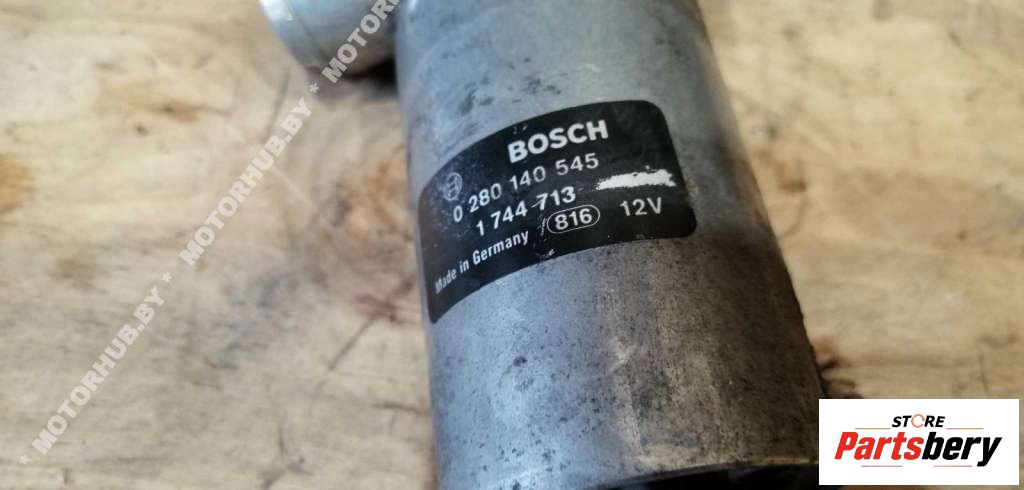 BOSCH
0 280 140 545
1 744 713
Made in Germany 816 12V
* MOTORHUB.BY * MOTORHUB.BY * MOTORHUB.BY *
STORE
Partsbery